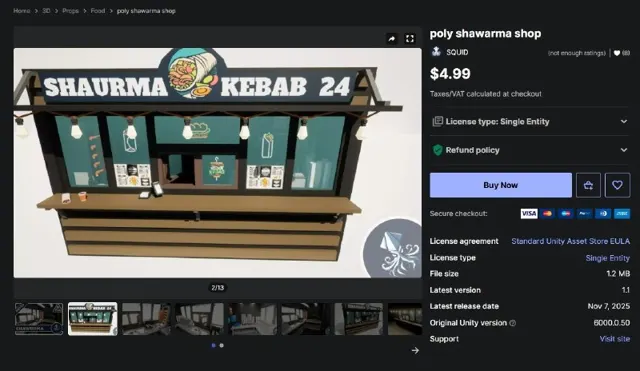 Home > 3D > Props > Food > poly shawarma shop
poly shawarma shop
SQUID
(not enough ratings)
(6)
$4.99
Taxes/VAT calculated at checkout
License type: Single Entity
Refund policy
Buy Now
Secure checkout:
VISA
SHAURMA KEBAB 24
2/13
License agreement Standard Unity Asset Store EULA
License type Single Entity
File size 1.2 MB
Latest version 1.1
Latest release date Nov 7, 2025
Original Unity version 6000.0.50
Support Visit site